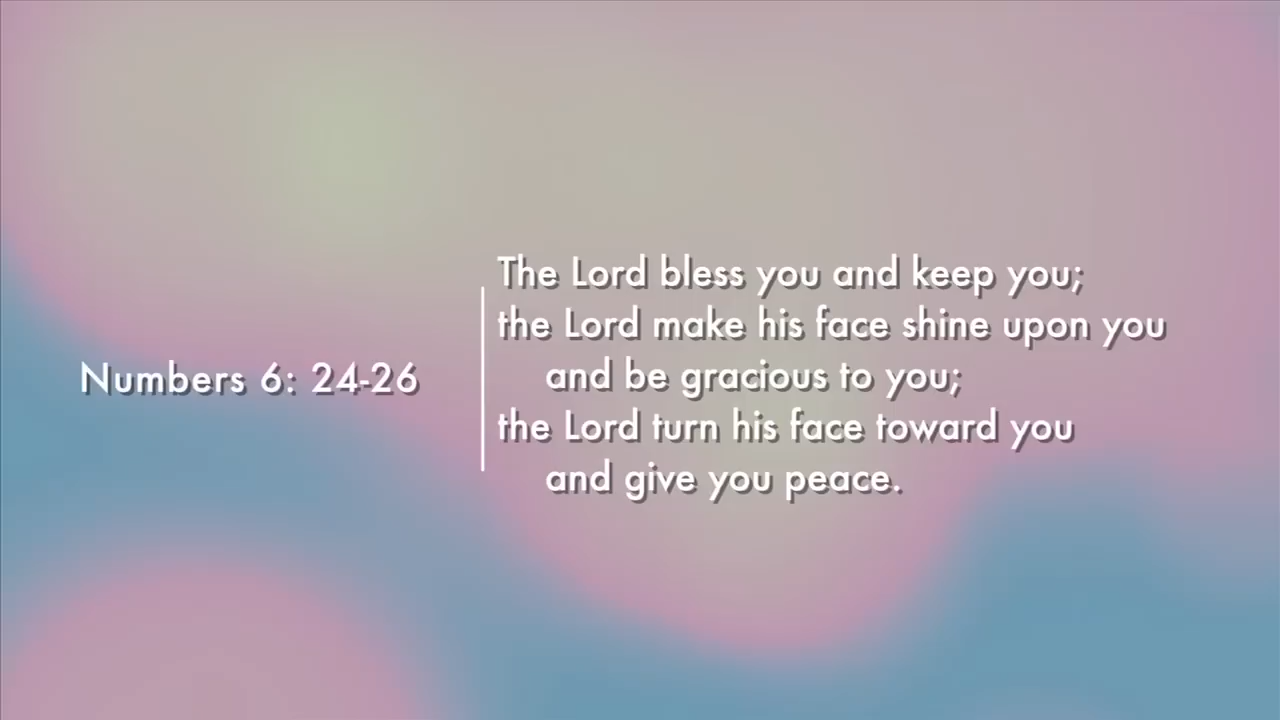 Numbers 6: 24-26
The Lord bless you and keep you;
the Lord make his face shine upon you
and be gracious to you;
the Lord turn his face toward you
and give you peace.